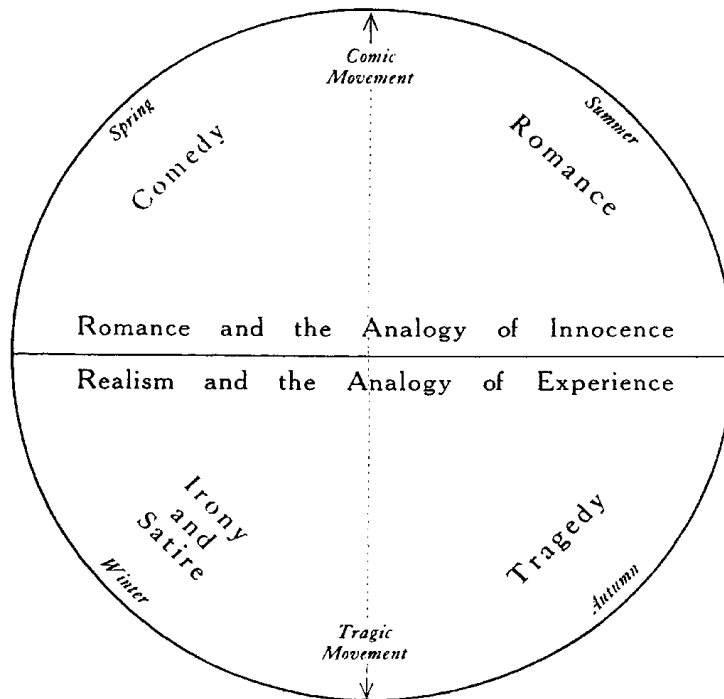 Comic
Movement
Spring
Comedy
Summer
Romance
Romance and the Analogy of Innocence
Realism and the Analogy of Experience
Irony
and
Satire
Winter
Tragedy
Autumn
Tragic
Movement